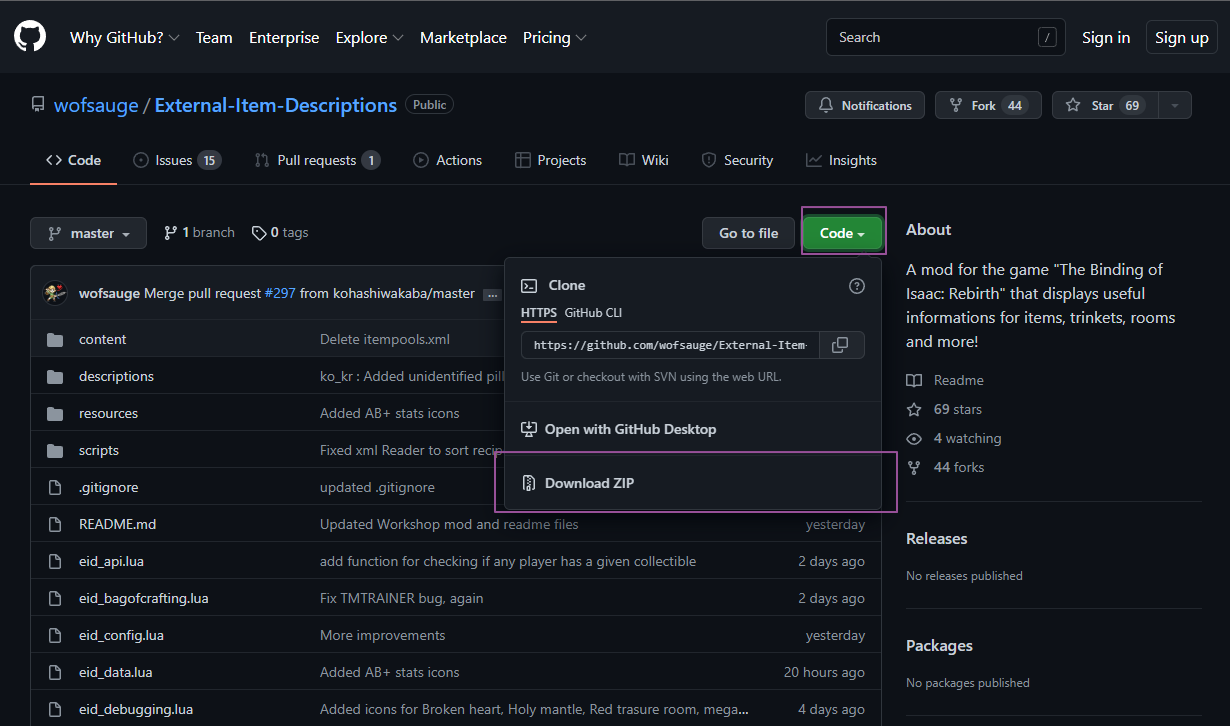 Why GitHub? Team Enterprise Explore Marketplace Pricing Search / Sign in Sign up
wofsauge / External-Item-Descriptions Public Notifications Fork 44 Star 69
Code Issues 15 Pull requests 1 Actions Projects Wiki Security Insights
master 1 branch 0 tags Go to file Code
wofsauge Merge pull request #297 from kohashiwakaba/master ...
content Delete itempools.xml
descriptions ko_kr : Added unidentified pill
resources Added AB+ stats icons
scripts Fixed xml Reader to sort recip
.gitignore updated .gitignore
README.md Updated Workshop mod and readme files yesterday
eid_api.lua add function for checking if any player has a given collectible 2 days ago
eid_bagofcrafting.lua Fix TMTRAINER bug, again 2 days ago
eid_config.lua More improvements yesterday
eid_data.lua Added AB+ stats icons 20 hours ago
eid_debugging.lua Added icons for Broken heart, Holy mantle, Red trasure room, mega... 4 days ago
Clone
HTTPS GitHub CLI
https://github.com/wofsauge/External-Item-
Use Git or checkout with SVN using the web URL.
Open with GitHub Desktop
Download ZIP
About
A mod for the game "The Binding of
Isaac: Rebirth" that displays useful
informations for items, trinkets, rooms
and more!
Readme
69 stars
4 watching
44 forks
Releases
No releases published
Packages
No packages published